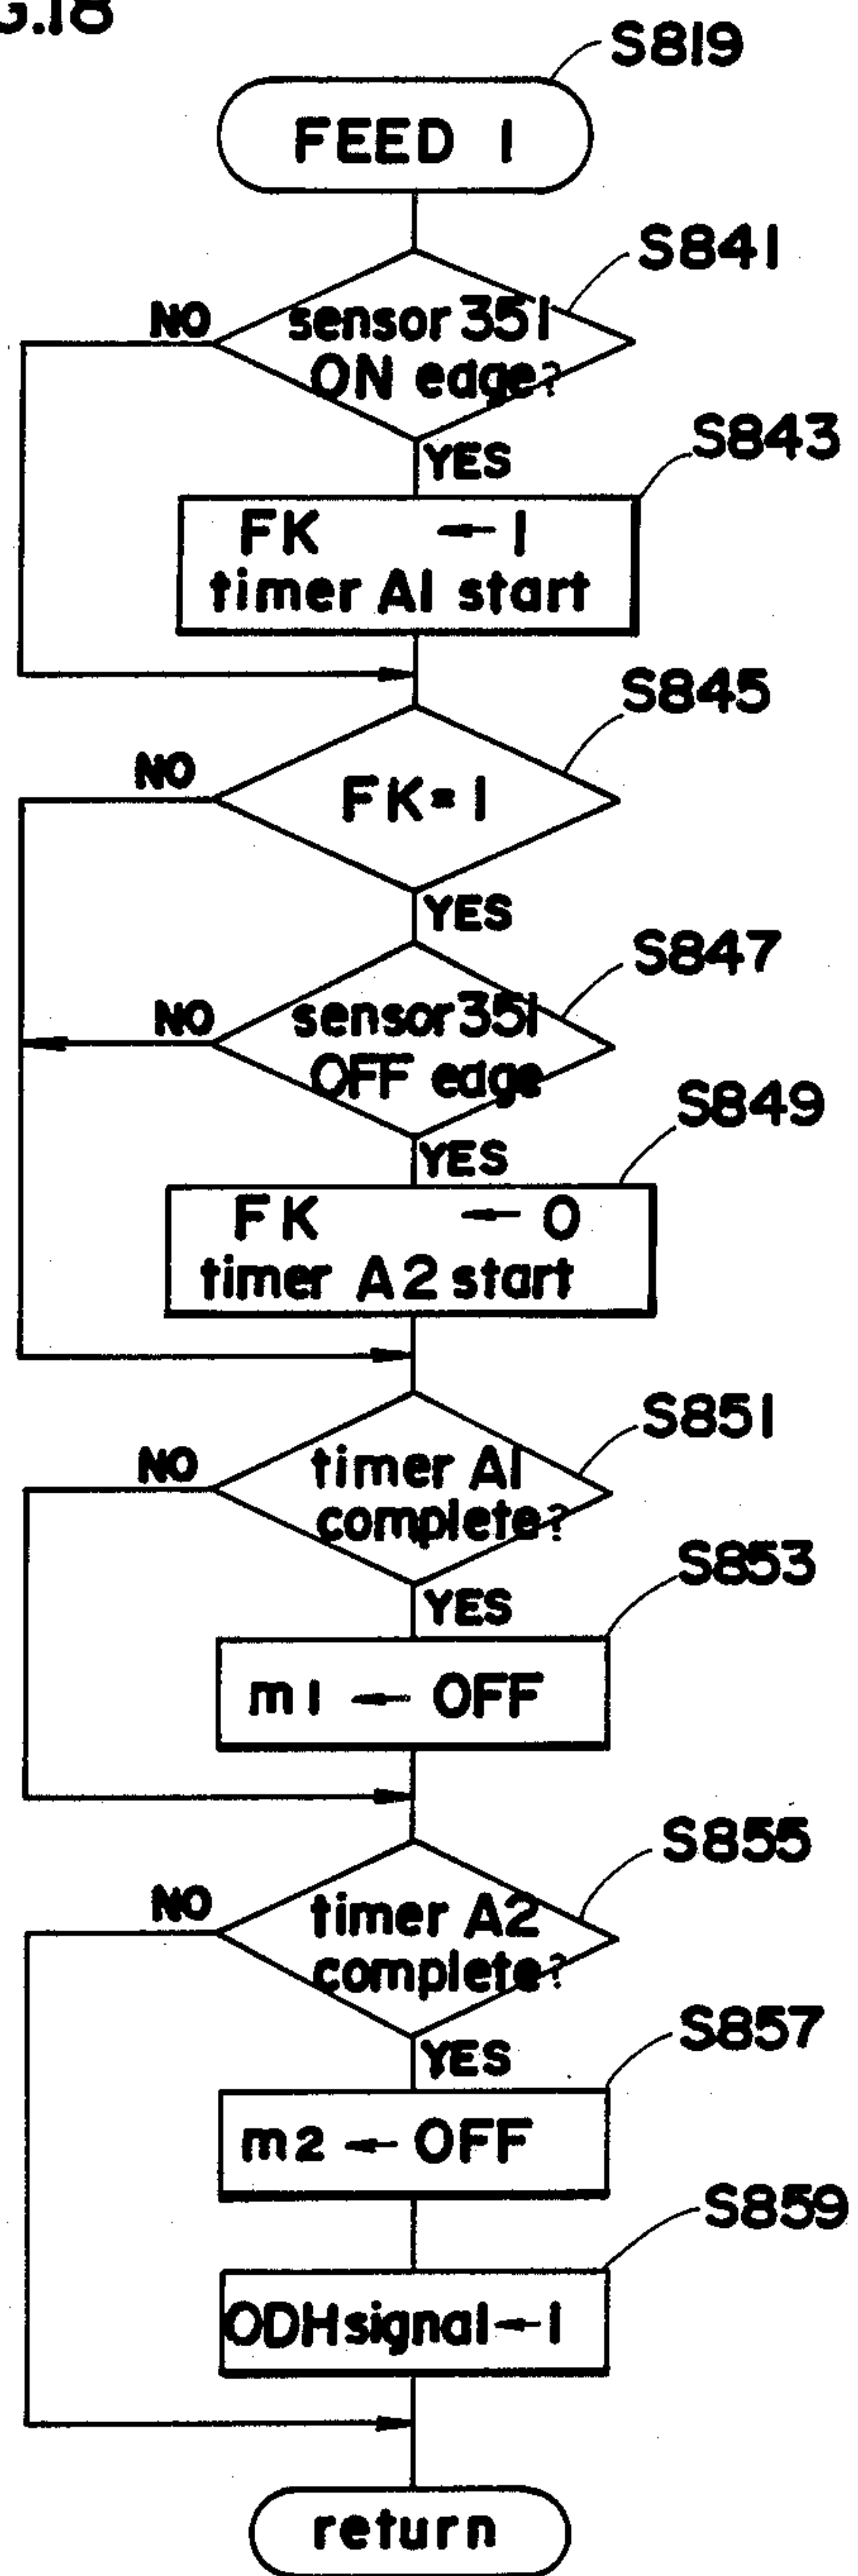 G.18
S819
FEED 1
S841
NO
sensor 351
ON edge?
YES
S843
FK ← 1
timer A1 start
S845
NO
FK=1
YES
S847
NO
sensor 351
OFF edge
YES
S849
FK ← 0
timer A2 start
S851
NO
timer A1
complete?
YES
S853
m1 ← OFF
S855
NO
timer A2
complete?
YES
S857
m2 ← OFF
S859
ODH signal ← 1
return